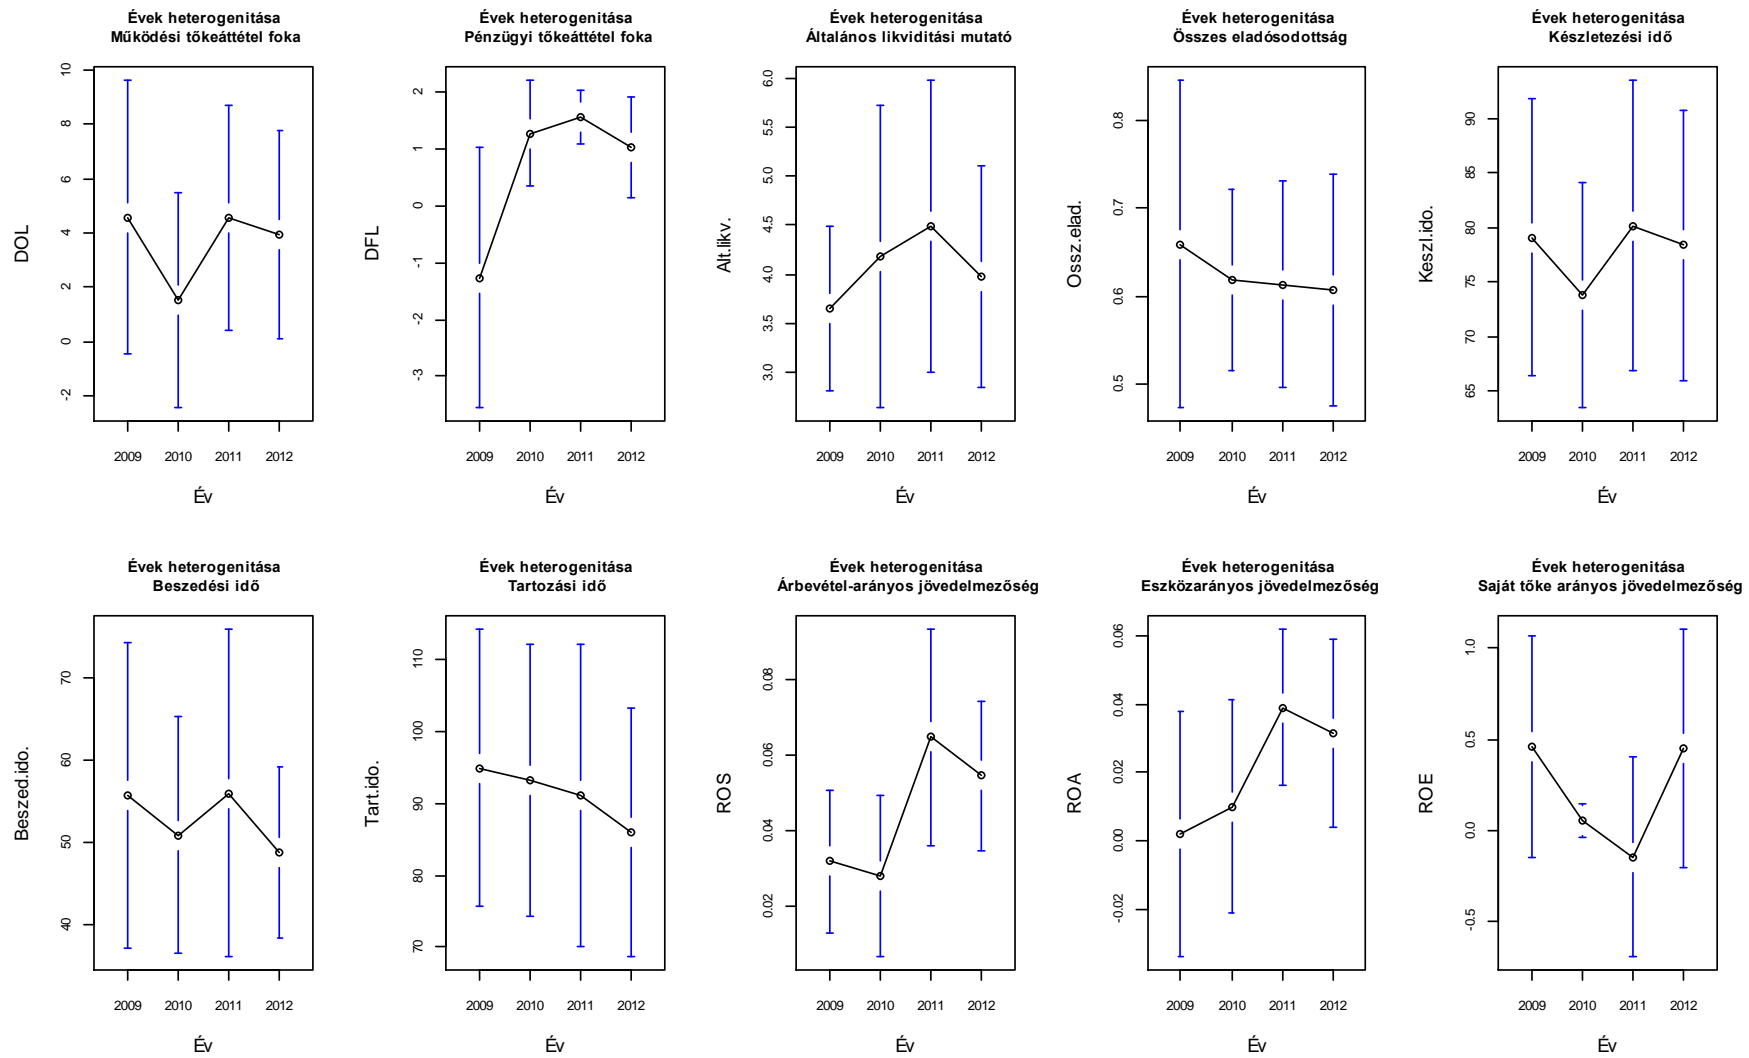 Évek heterogenitása
Működési tőkeáttétel foka
DOL
10
8
6
4
2
0
-2
2009 2010 2011 2012
Év
Évek heterogenitása
Pénzügyi tőkeáttétel foka
DFL
2
1
0
-1
-2
-3
2009 2010 2011 2012
Év
Évek heterogenitása
Általános likviditási mutató
Alt.likv.
6.0
5.5
5.0
4.5
4.0
3.5
3.0
2009 2010 2011 2012
Év
Évek heterogenitása
Összes eladósodottság
Ossz.elad.
0.8
0.7
0.6
0.5
2009 2010 2011 2012
Év
Évek heterogenitása
Készletezési idő
Keszl.ido.
90
85
80
75
70
65
2009 2010 2011 2012
Év
Évek heterogenitása
Beszedési idő
Beszed.ido.
70
60
50
40
2009 2010 2011 2012
Év
Évek heterogenitása
Tartozási idő
Tart.ido.
110
100
90
80
70
2009 2010 2011 2012
Év
Évek heterogenitása
Árbevétel-arányos jövedelmezőség
ROS
0.08
0.06
0.04
0.02
2009 2010 2011 2012
Év
Évek heterogenitása
Eszközarányos jövedelmezőség
ROA
0.06
0.04
0.02
0.00
-0.02
2009 2010 2011 2012
Év
Évek heterogenitása
Saját tőke arányos jövedelmezőség
ROE
1.0
0.5
0.0
-0.5
2009 2010 2011 2012
Év